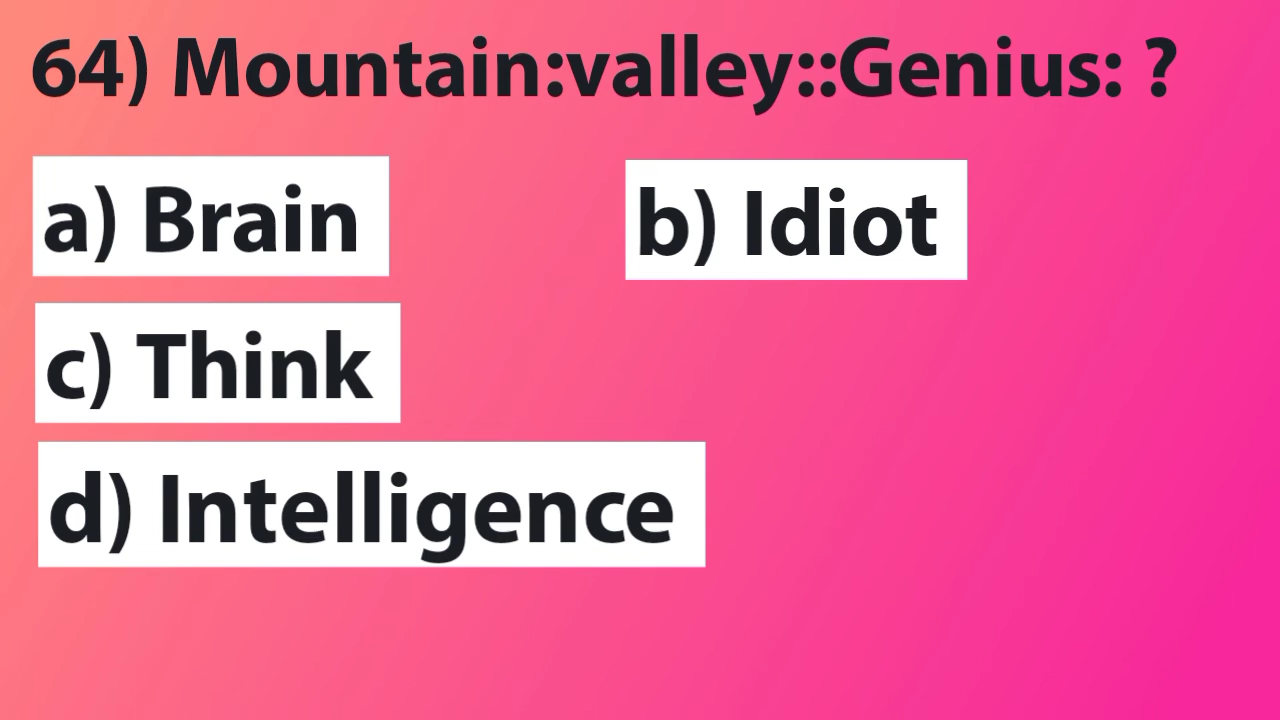 64) Mountain:valley::Genius: ?
a) Brain
b) Idiot
c) Think
d) Intelligence